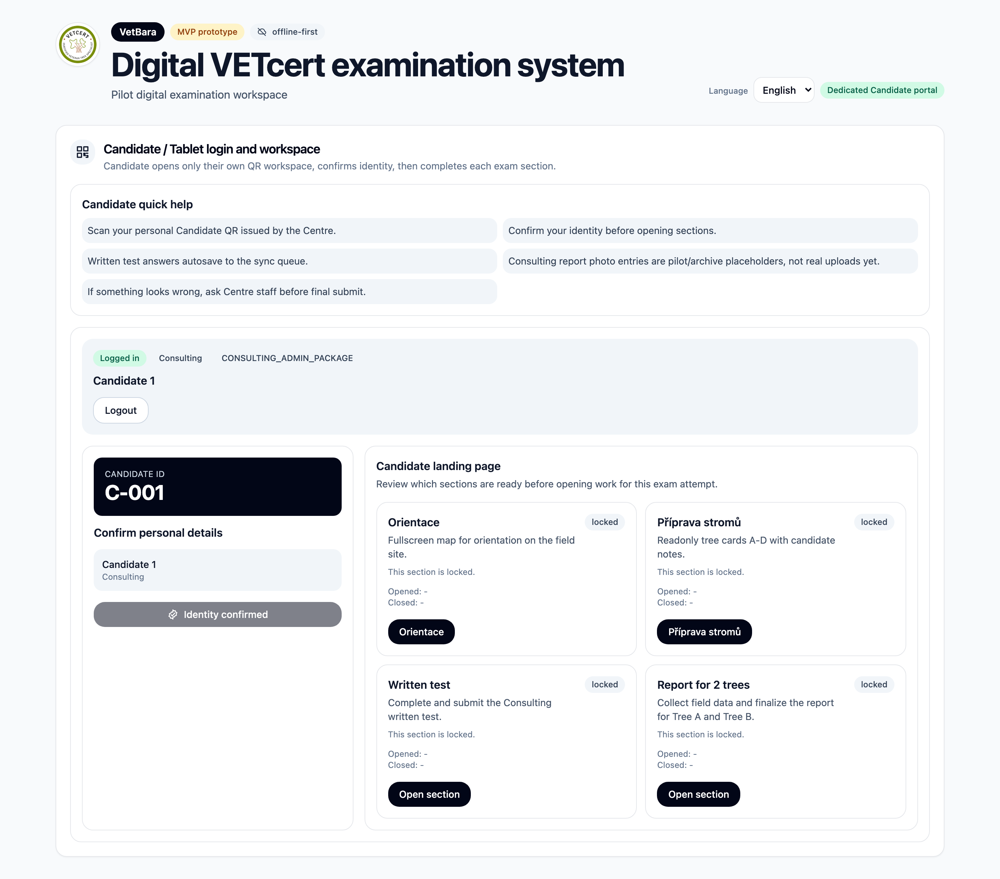 VETCERT
CERTIFIED VETERAN TREE SPECIALIST
VetBara
MVP prototype
offline-first
Digital VETcert examination system
Pilot digital examination workspace
Language
English
Dedicated Candidate portal
Candidate / Tablet login and workspace
Candidate opens only their own QR workspace, confirms identity, then completes each exam section.
Candidate quick help
Scan your personal Candidate QR issued by the Centre.
Confirm your identity before opening sections.
Written test answers autosave to the sync queue.
Consulting report photo entries are pilot/archive placeholders, not real uploads yet.
If something looks wrong, ask Centre staff before final submit.
Logged in
Consulting
CONSULTING_ADMIN_PACKAGE
Candidate 1
Logout
CANDIDATE ID
C-001
Confirm personal details
Candidate 1
Consulting
Identity confirmed
Candidate landing page
Review which sections are ready before opening work for this exam attempt.
Orientace
locked
Fullscreen map for orientation on the field
site.
This section is locked.
Opened: -
Closed: -
Orientace
Příprava stromů
locked
Readonly tree cards A-D with candidate
notes.
This section is locked.
Opened: -
Closed: -
Příprava stromů
Written test
locked
Complete and submit the Consulting
written test.
This section is locked.
Opened: -
Closed: -
Open section
Report for 2 trees
locked
Collect field data and finalize the report
for Tree A and Tree B.
This section is locked.
Opened: -
Closed: -
Open section